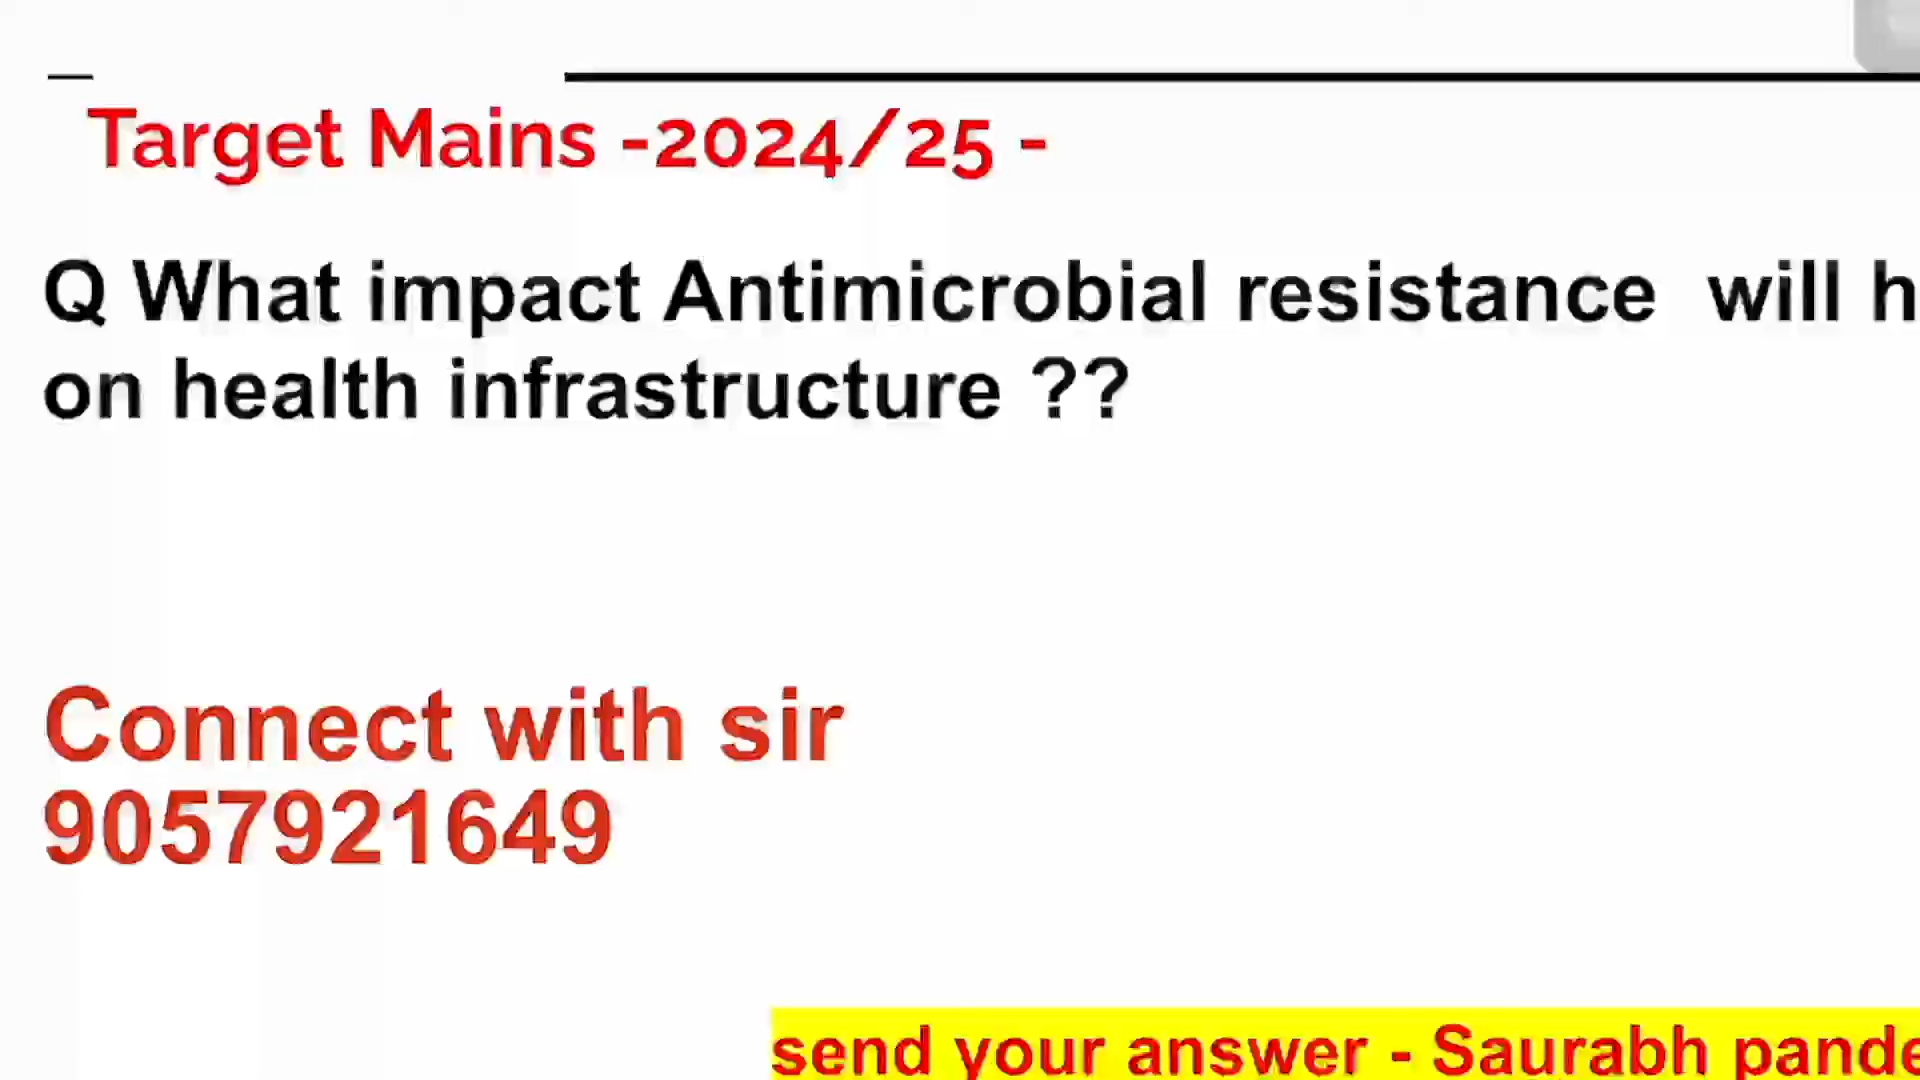 Target Mains -2024/25 -
Q What impact Antimicrobial resistance will h
on health infrastructure ??
Connect with sir
9057921649
send your answer - Saurabh pande